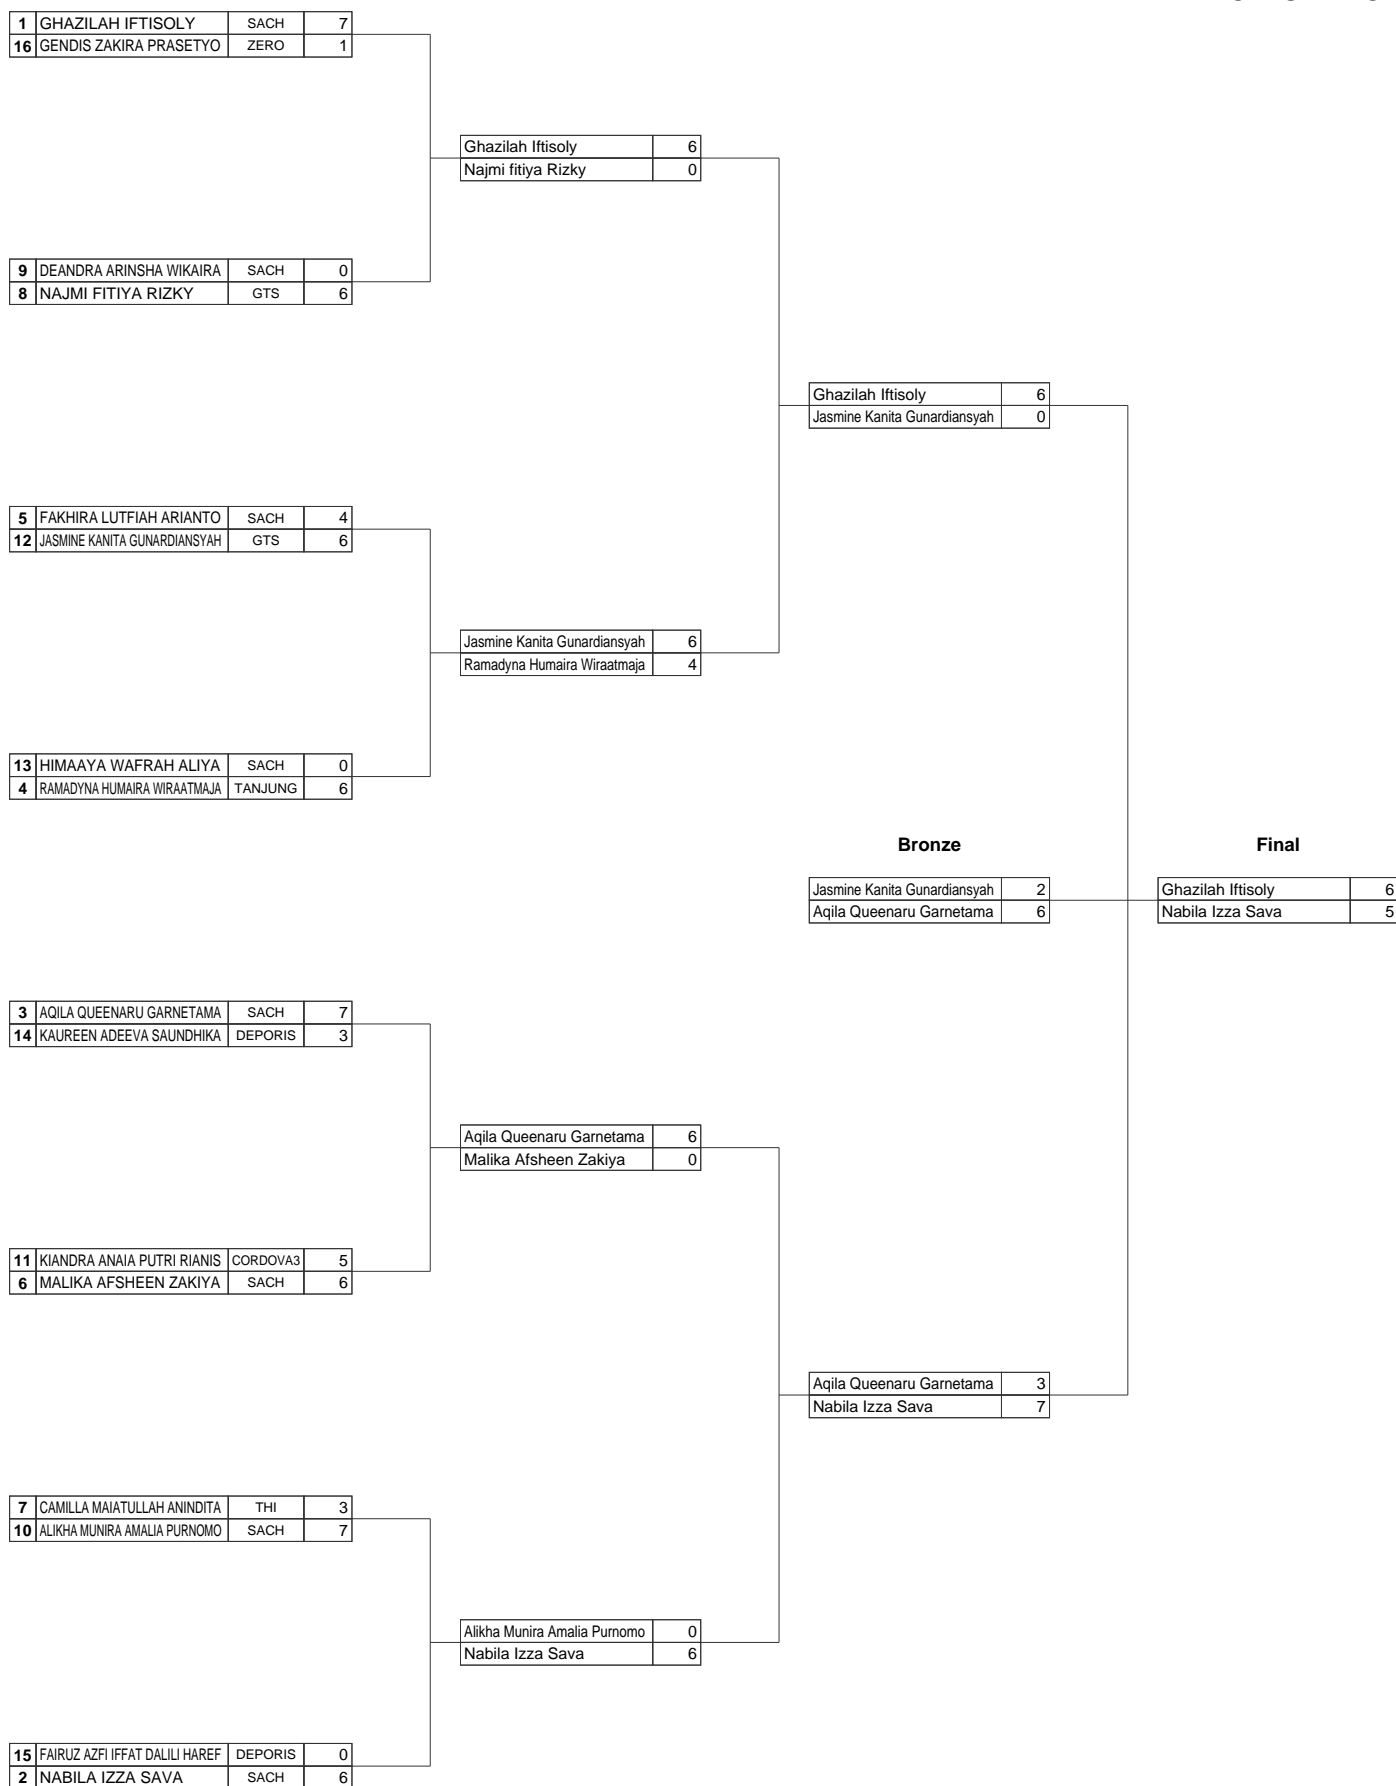 1 GHAZILAH IFTISOLY SACH 7
16 GENDIS ZAKIRA PRASETYO ZERO 1
Ghazilah Iftisoly 6
Najmi fitiya Rizky 0
9 DEANDRA ARINSHA WIKAIRA SACH 0
8 NAJMI FITIYA RIZKY GTS 6
Ghazilah Iftisoly 6
Jasmine Kanita Gunardiansyah 0
5 FAKHIRA LUTFIAH ARIANTO SACH 4
12 JASMINE KANITA GUNARDIANSYAH GTS 6
Jasmine Kanita Gunardiansyah 6
Ramadyna Humaira Wiraatmaja 4
13 HIMAAYA WAFRAH ALIYA SACH 0
4 RAMADYNA HUMAIRA WIRAATMAJA TANJUNG 6
Bronze Final
Jasmine Kanita Gunardiansyah 2 Ghazilah Iftisoly 6
Aqila Queenaru Garnetama 6 Nabila Izza Sava 5
3 AQILA QUEENARU GARNETAMA SACH 7
14 KAUREEN ADEEVA SAUNDHIKA DEPORIS 3
Aqila Queenaru Garnetama 6
Malika Afsheen Zakiya 0
11 KIANDRA ANAIA PUTRI RIANIS CORDOVA3 5
6 MALIKA AFSHEEN ZAKIYA SACH 6
Aqila Queenaru Garnetama 3
Nabila Izza Sava 7
7 CAMILLA MAIATULLAH ANINDITA THI 3
10 ALIKHA MUNIRA AMALIA PURNOMO SACH 7
Alikha Munira Amalia Purnomo 0
Nabila Izza Sava 6
15 FAIRUZ AZFI IFFAT DALILI HAREF DEPORIS 0
2 NABILA IZZA SAVA SACH 6